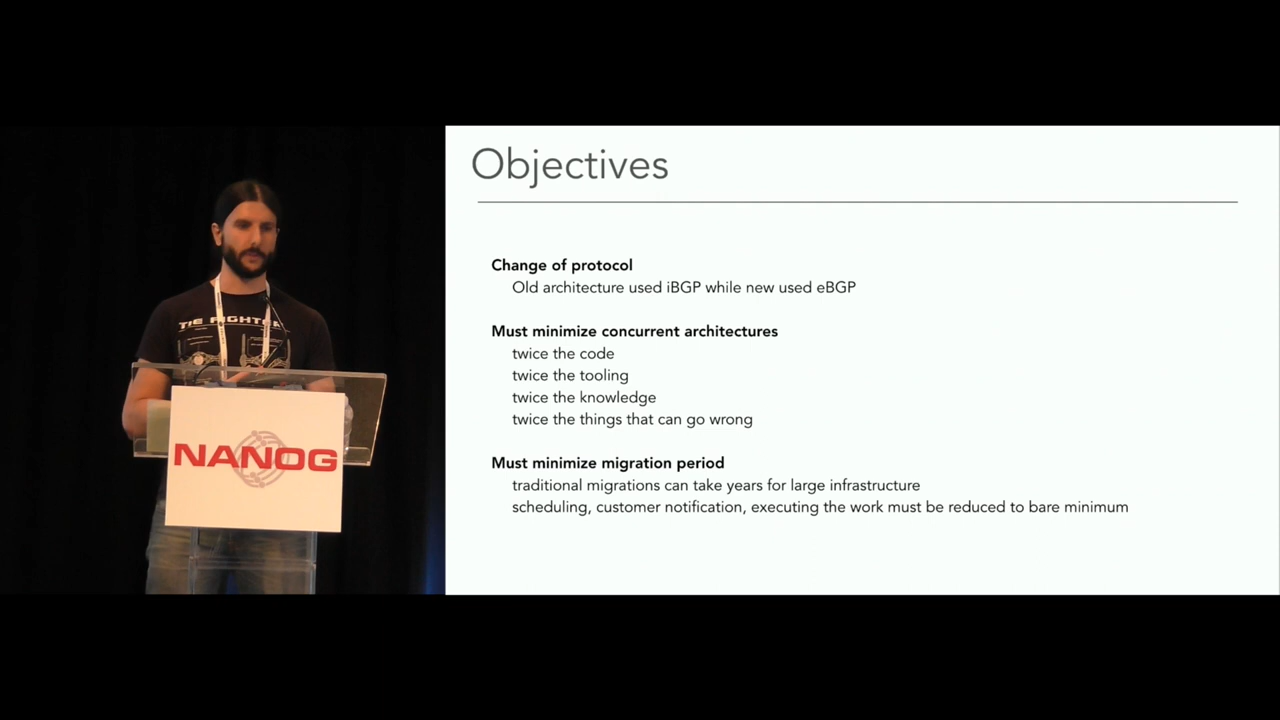 TIE FIGHTER
NANOG
Objectives
Change of protocol
Old architecture used iBGP while new used eBGP
Must minimize concurrent architectures
twice the code
twice the tooling
twice the knowledge
twice the things that can go wrong
Must minimize migration period
traditional migrations can take years for large infrastructure
scheduling, customer notification, executing the work must be reduced to bare minimum